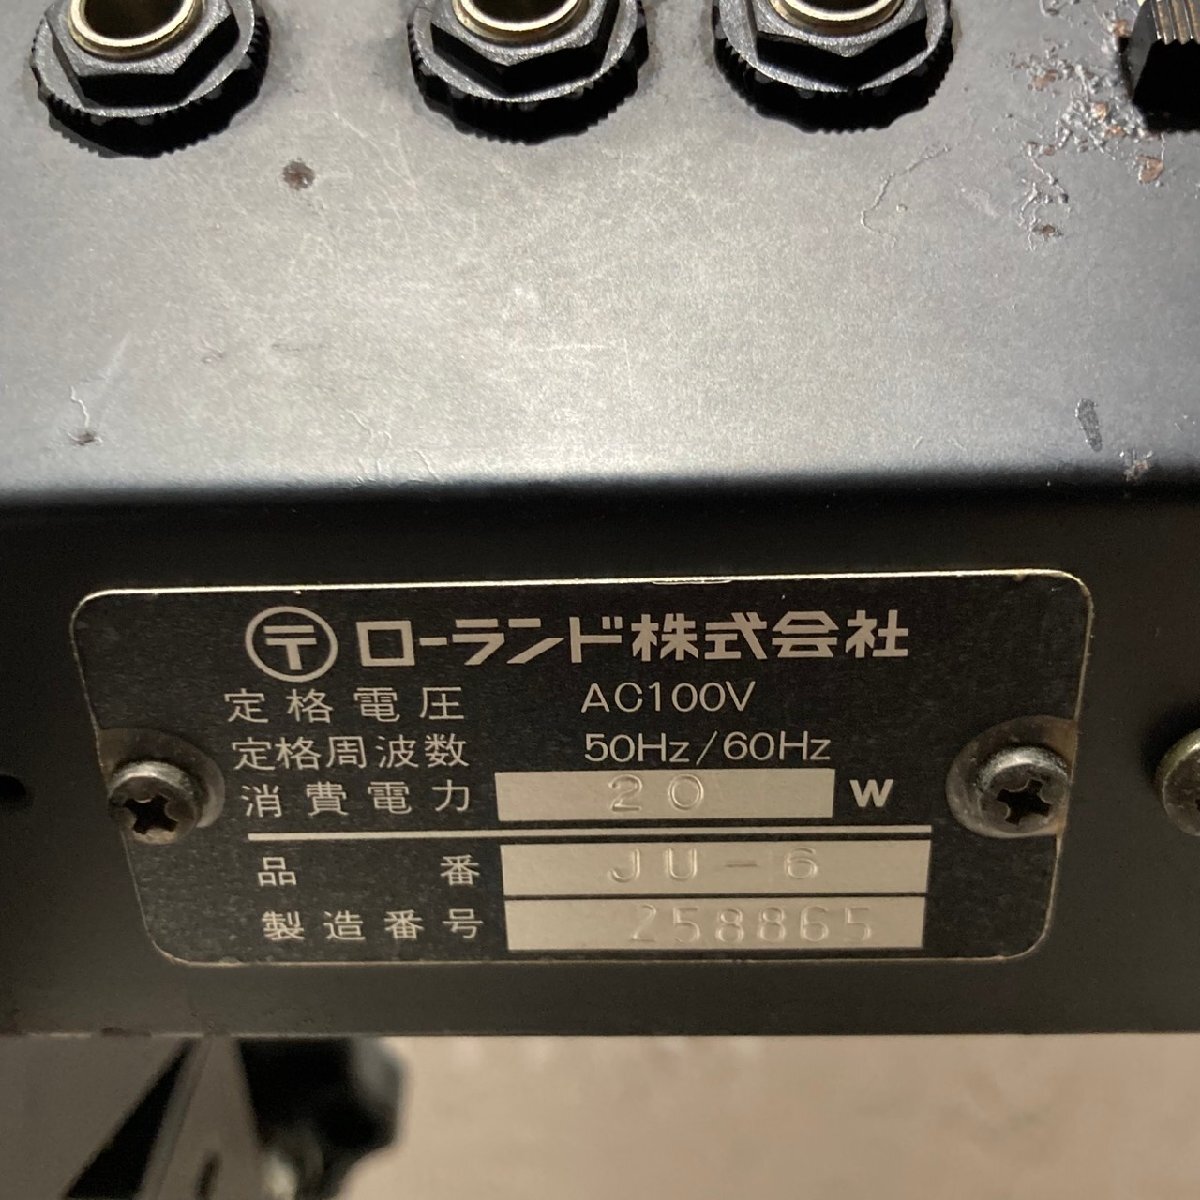 〒 ローランド株式会社
定格電圧 AC100V
定格周波数 50Hz/60Hz
消費電力 20 W
品番 JU-6
製造番号 258865